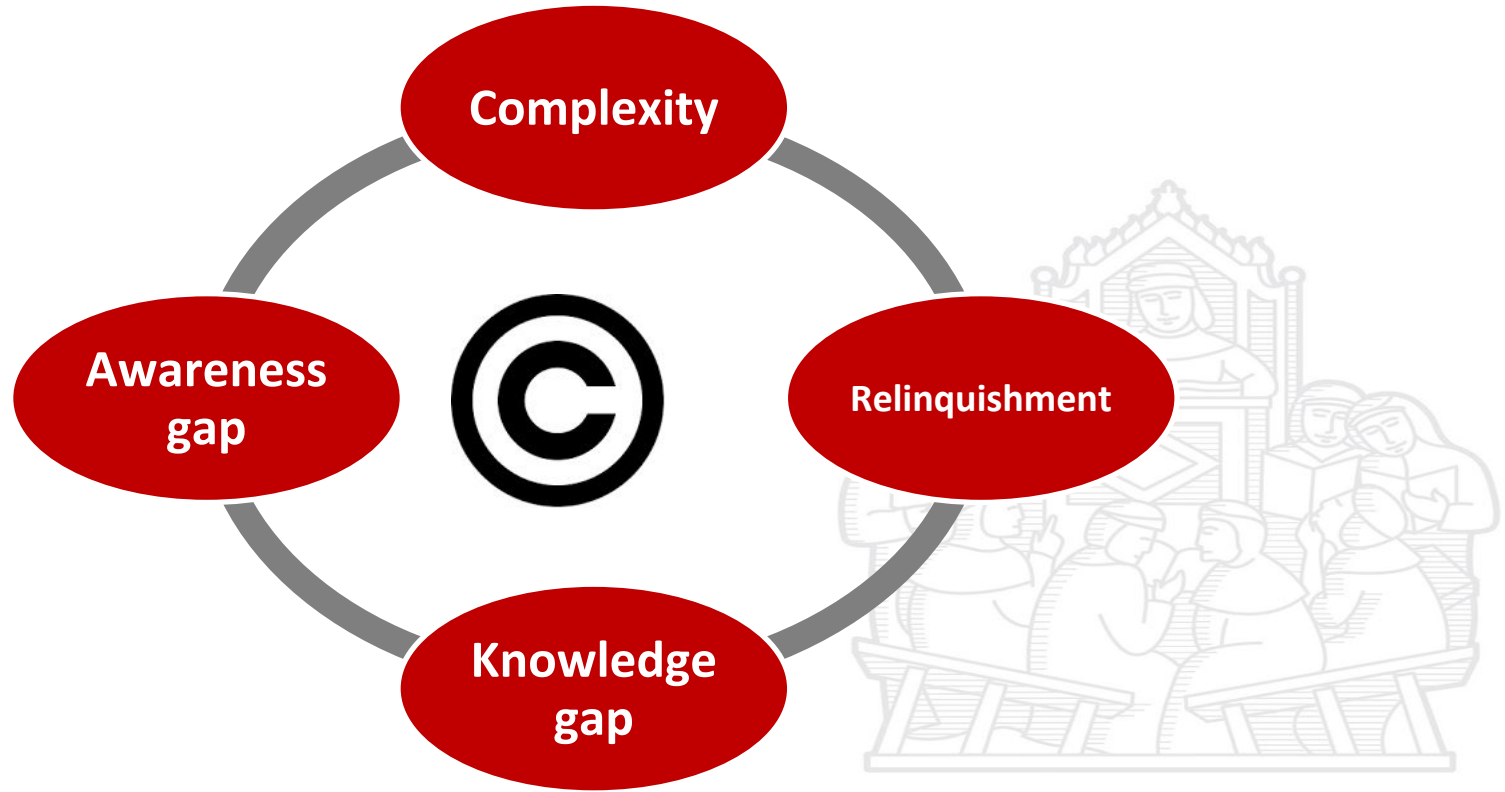 Complexity
Awareness
gap
©
Relinquishment
Knowledge
gap